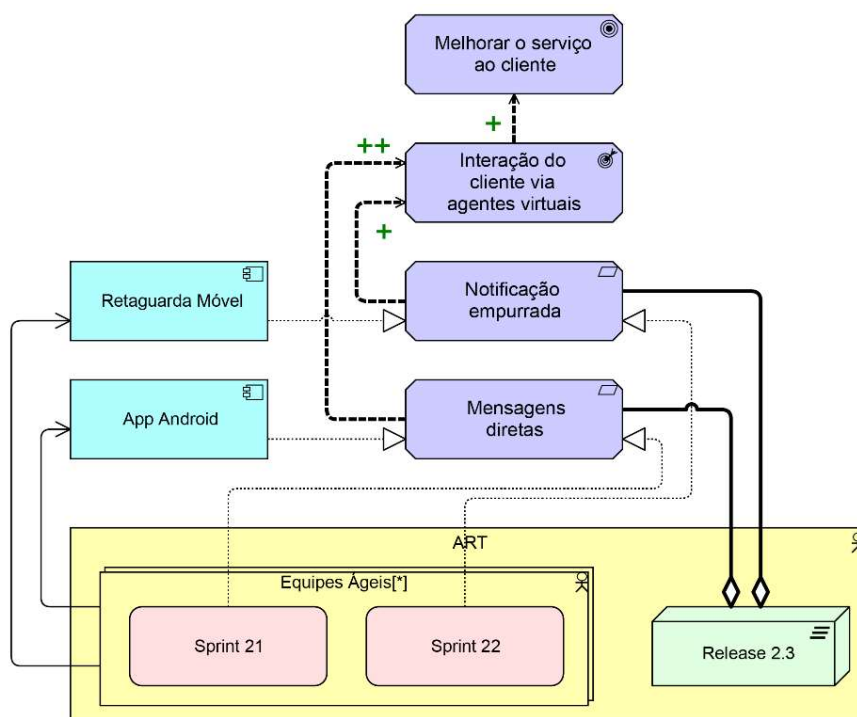 Melhorar o serviço
ao cliente
+
++
Interação do
cliente via
agentes virtuais
+
Retaguarda Móvel
Notificação
empurrada
App Android
Mensagens
diretas
ART
Equipes Ágeis[*]
Sprint 21
Sprint 22
Release 2.3